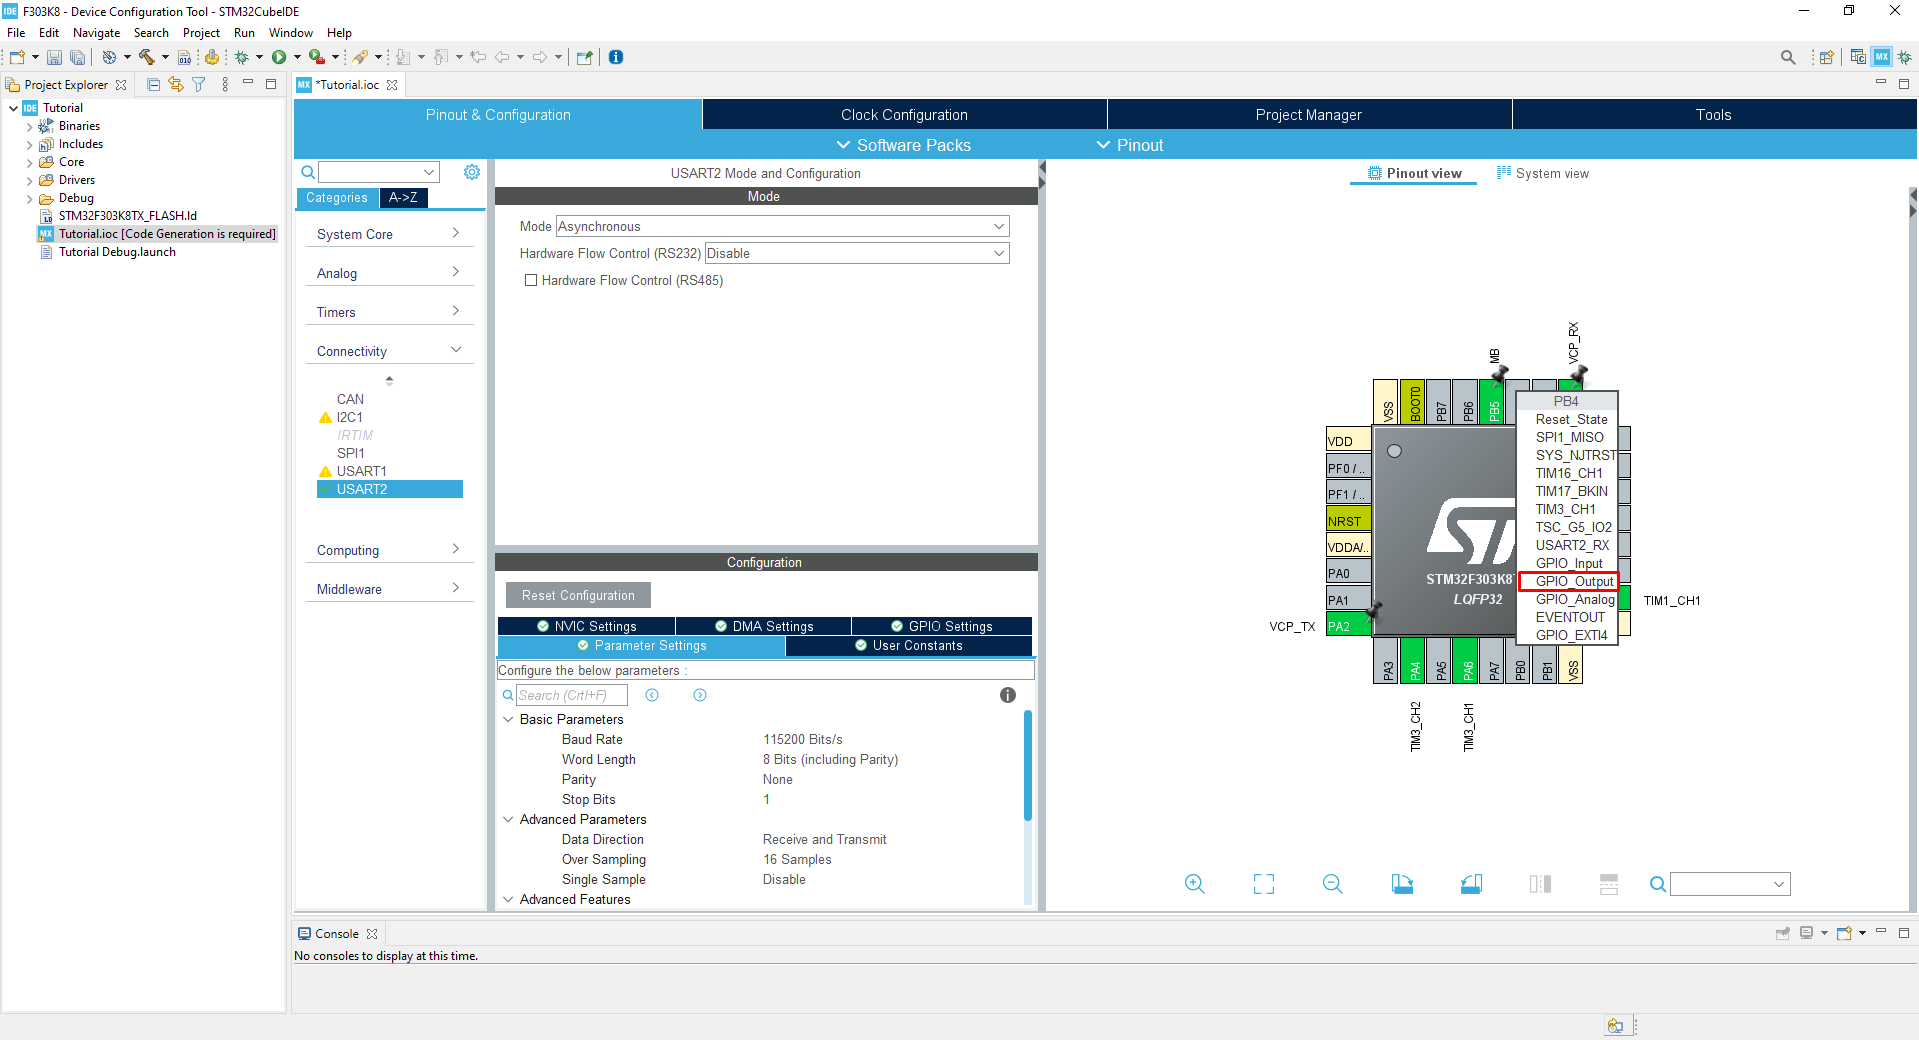 F303K8 - Device Configuration Tool - STM32CubeIDE
File Edit Navigate Search Project Run Window Help
Project Explorer
Tutorial
Binaries
Includes
Core
Drivers
Debug
STM32F303K8TX_FLASH.ld
Tutorial.ioc [Code Generation is required]
Tutorial Debug.launch
*Tutorial.ioc
Pinout & Configuration
Clock Configuration
Project Manager
Tools
Software Packs
Pinout
Categories
A->Z
System Core
Analog
Timers
Connectivity
CAN
I2C1
IRTIM
SPI1
USART1
USART2
Computing
Middleware
USART2 Mode and Configuration
Mode
Mode Asynchronous
Hardware Flow Control (RS232) Disable
Hardware Flow Control (RS485)
Configuration
Reset Configuration
NVIC Settings
DMA Settings
GPIO Settings
Parameter Settings
User Constants
Configure the below parameters :
Search (Crtl+F)
Basic Parameters
Baud Rate 115200 Bits/s
Word Length 8 Bits (including Parity)
Parity None
Stop Bits 1
Advanced Parameters
Data Direction Receive and Transmit
Over Sampling 16 Samples
Single Sample Disable
Advanced Features
Pinout view
System view
MB
VCP_RX
VSS
BOOT0
PB7
PB6
PB5
VDD
PF0 / ..
PF1 / ..
NRST
VDDA/..
PA0
PA1
VCP_TX
PA2
STM32F303K8T
LQFP32
PB4
Reset_State
SPI1_MISO
SYS_NJTRST
TIM16_CH1
TIM17_BKIN
TIM3_CH1
TSC_G5_IO2
USART2_RX
GPIO_Input
GPIO_Output
GPIO_Analog
EVENTOUT
GPIO_EXTI4
TIM1_CH1
PA3
PA4
PA5
PA6
PA7
PB0
PB1
VSS
TIM3_CH2
TIM3_CH1
Console
No consoles to display at this time.